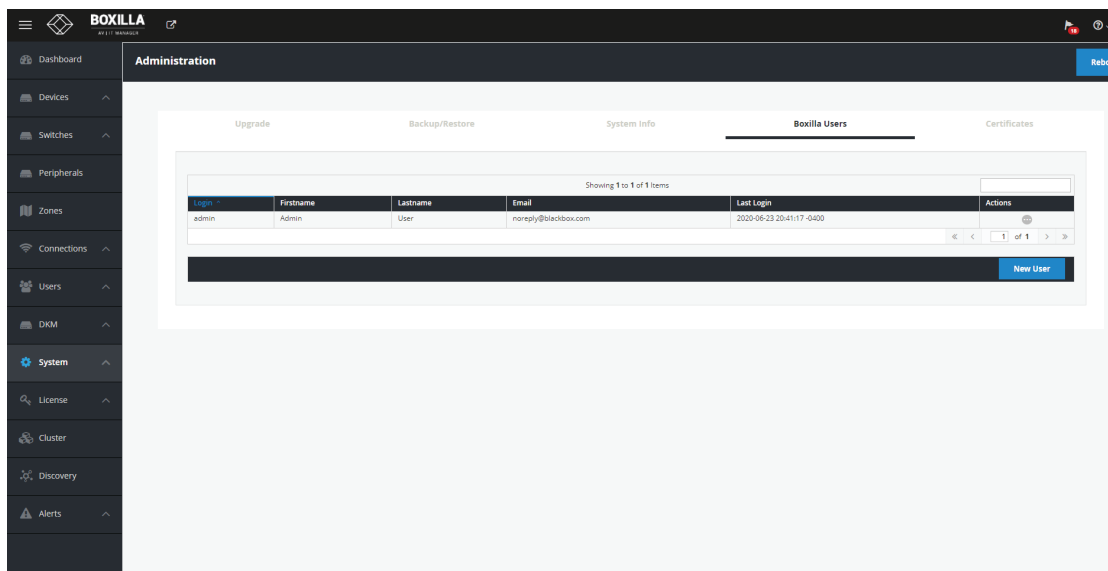 BOXILLA
AV | IT MANAGER
18
Dashboard
Administration
Devices
Switches
Peripherals
Zones
Connections
Users
DKM
System
License
Cluster
Discovery
Alerts
Upgrade Backup/Restore System Info Boxilla Users Certificates
Showing 1 to 1 of 1 Items
Login Firstname Lastname Email Last Login Actions
admin Admin User noreply@blackbox.com 2020-06-23 20:41:17 -0400
1 of 1
New User